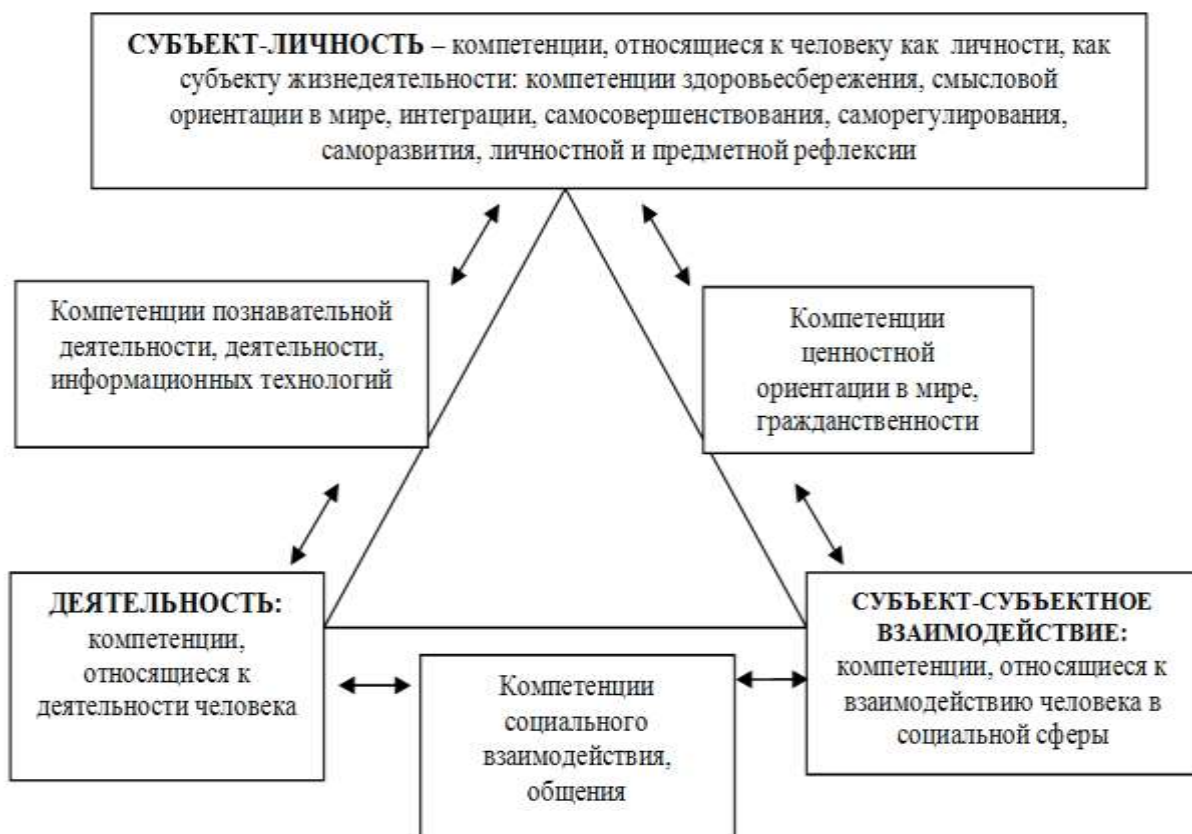 СУБЪЕКТ-ЛИЧНОСТЬ – компетенции, относящиеся к человеку как личности, как
субъекту жизнедеятельности: компетенции здоровьесбережения, смысловой
ориентации в мире, интеграции, самосовершенствования, саморегулирования,
саморазвития, личностной и предметной рефлексии
Компетенции познавательной
деятельности, деятельности,
информационных технологий
Компетенции
ценностной
ориентации в мире,
гражданственности
ДЕЯТЕЛЬНОСТЬ:
компетенции,
относящиеся к
деятельности человека
Компетенции
социального
взаимодействия,
общения
СУБЪЕКТ-СУБЪЕКТНОЕ
ВЗАИМОДЕЙСТВИЕ:
компетенции, относящиеся к
взаимодействию человека в
социальной сферы